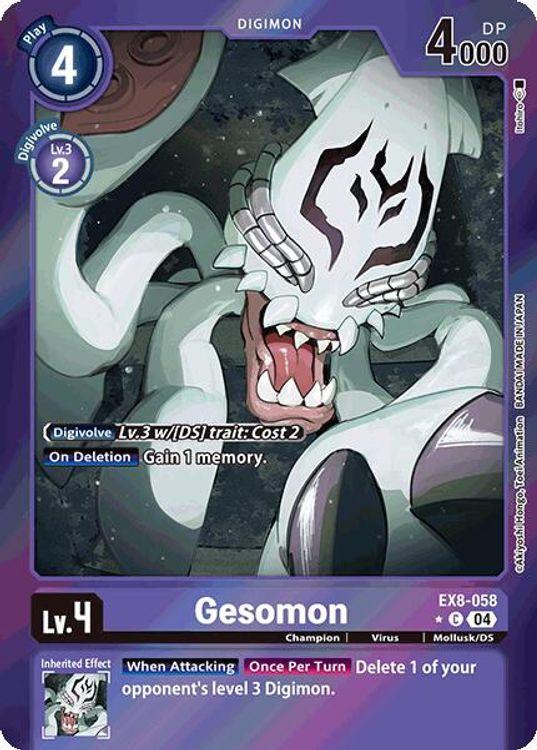 Play
4
DIGIMON
DP
4000
Digivolve
Lv.3
2
Itohiro
©Akiyoshi Hongo, Toei Animation BANDAI MADE IN JAPAN
Digivolve Lv.3 w/[DS] trait: Cost 2
On Deletion Gain 1 memory.
Lv.4
Gesomon
EX8-058
C 04
Champion | Virus | Mollusk/DS
Inherited Effect
When Attacking Once Per Turn Delete 1 of your
opponent's level 3 Digimon.